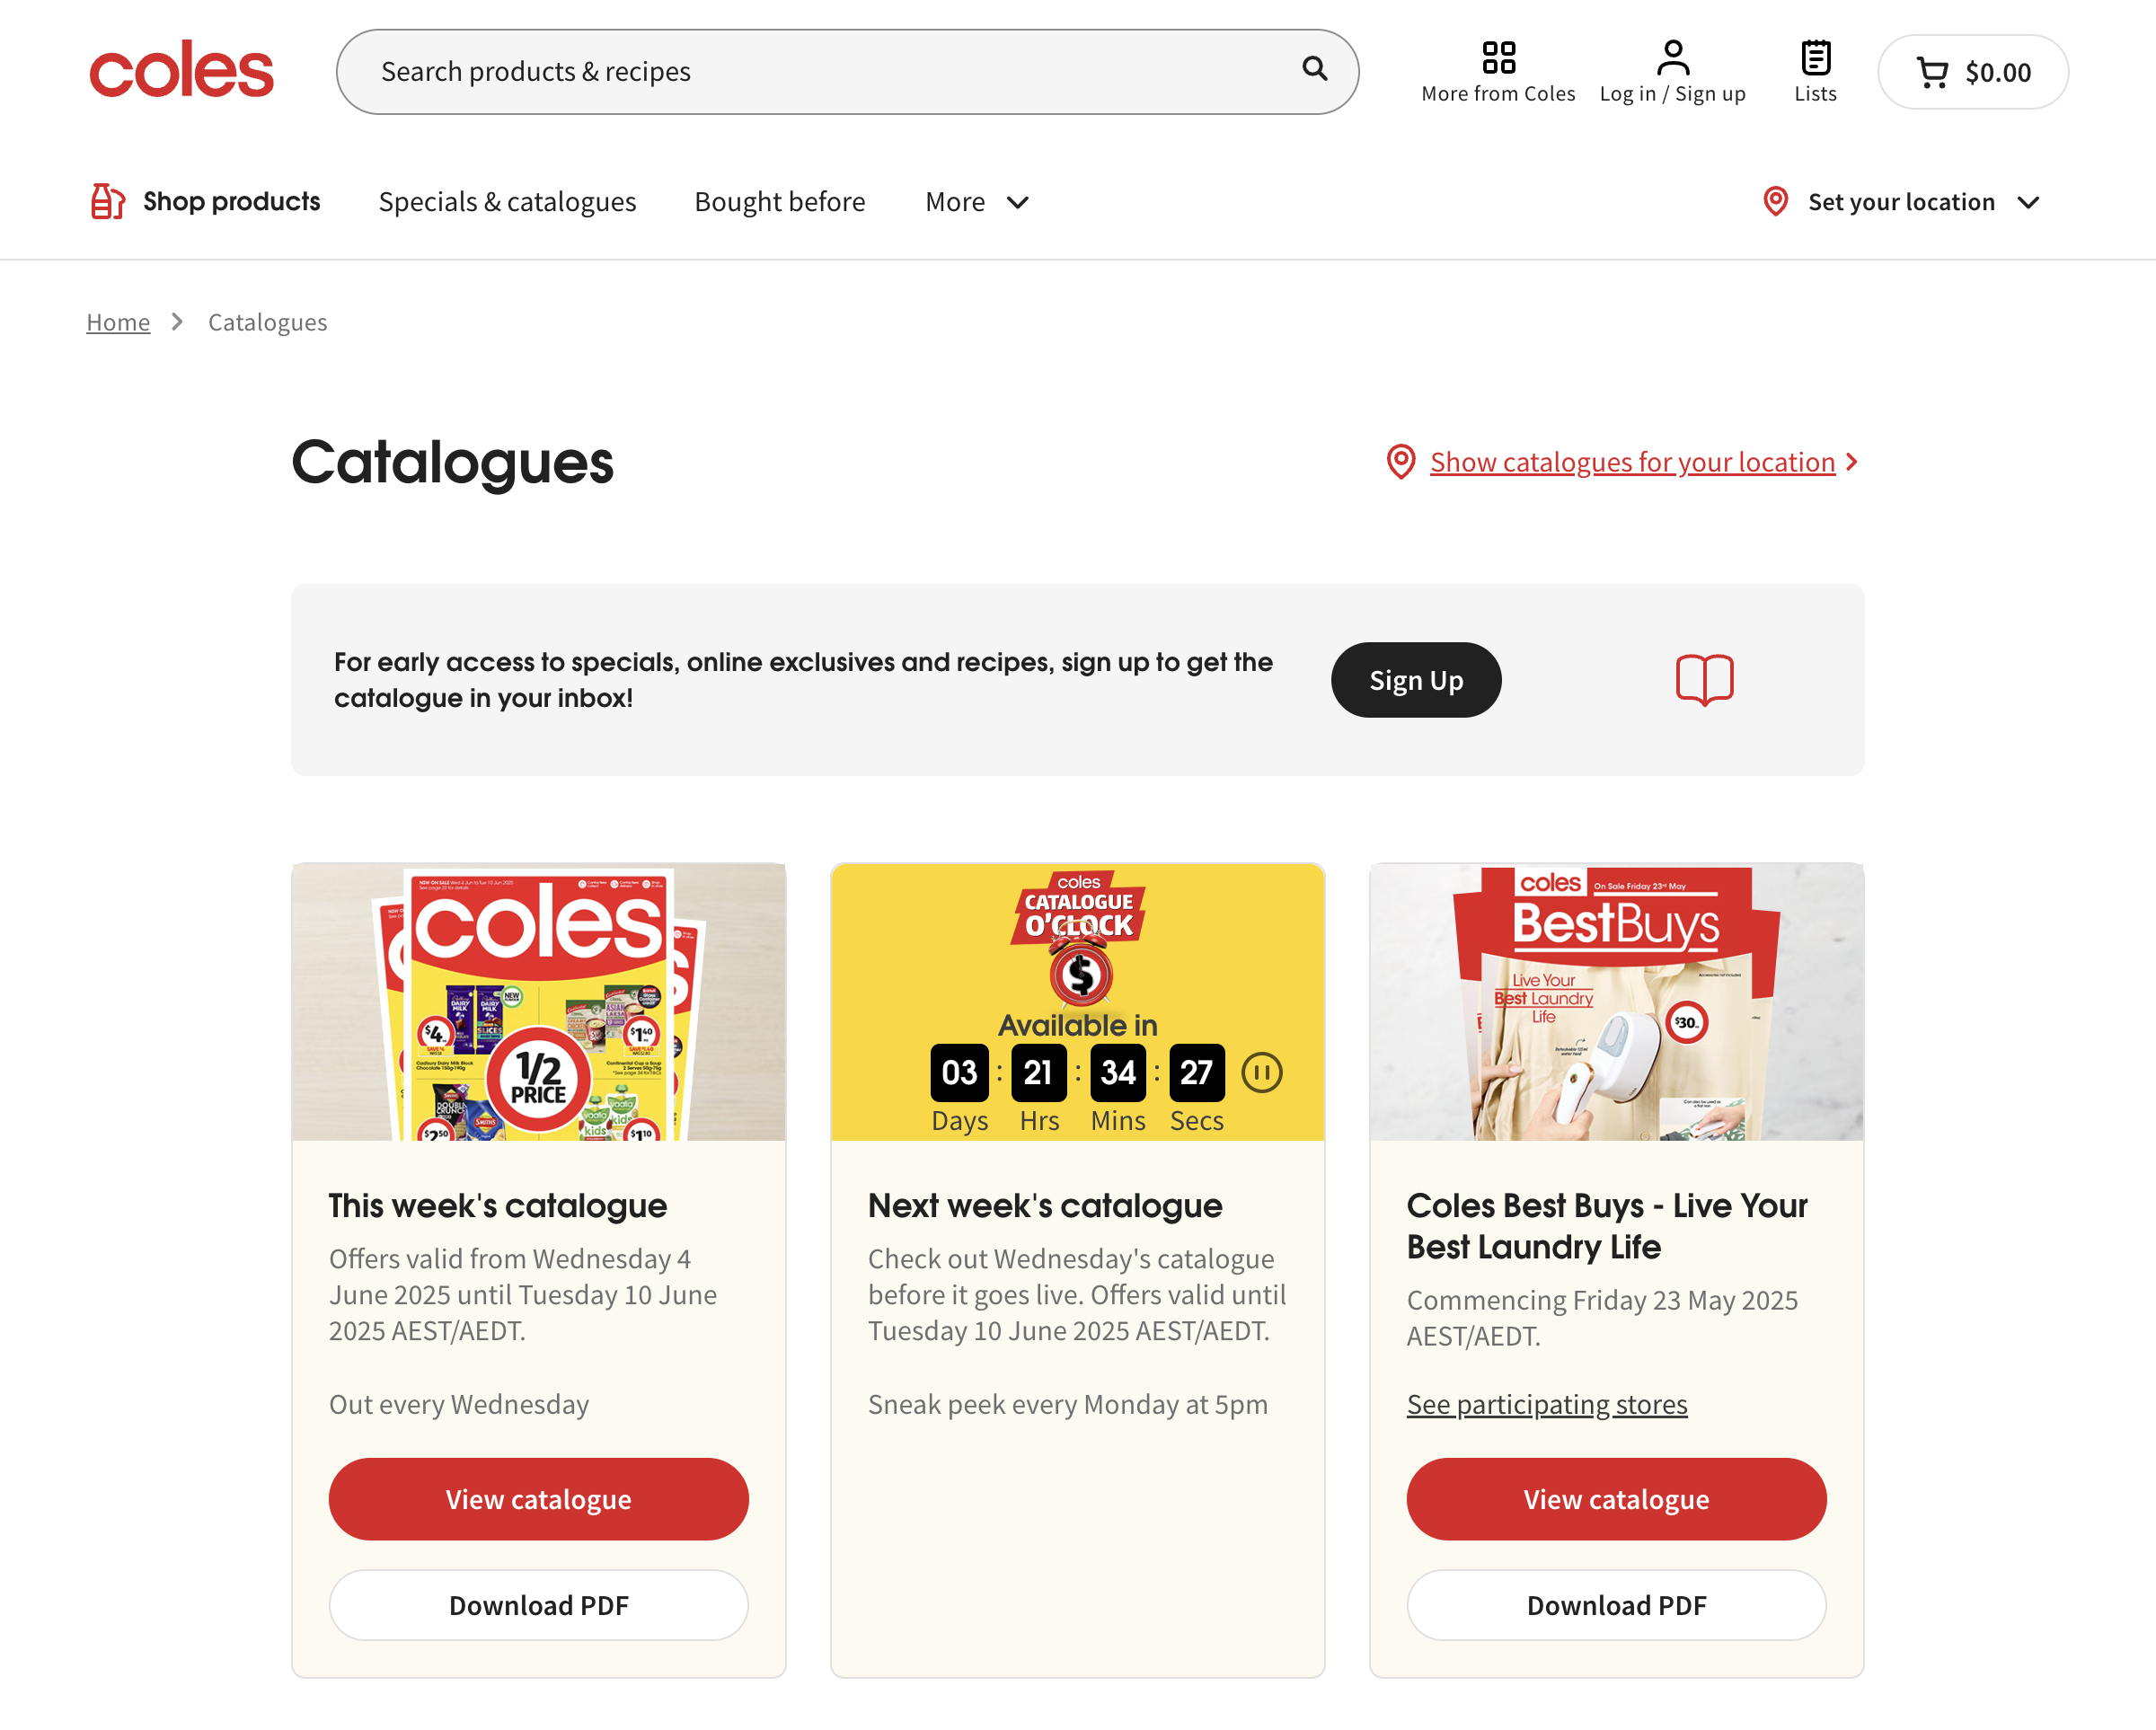 coles
Search products & recipes
More from Coles
Log in / Sign up
Lists
$0.00
Shop products
Specials & catalogues
Bought before
More
Set your location
Home
Catalogues
Catalogues
Show catalogues for your location
For early access to specials, online exclusives and recipes, sign up to get the
catalogue in your inbox!
Sign Up
coles
NEW
$4
$1.40
1/2
PRICE
$2.50
$1.10
This week's catalogue
Offers valid from Wednesday 4
June 2025 until Tuesday 10 June
2025 AEST/AEDT.
Out every Wednesday
View catalogue
Download PDF
coles
CATALOGUE
O'CLOCK
$
Available in
03 : 21 : 34 : 27
Days Hrs Mins Secs
Next week's catalogue
Check out Wednesday's catalogue
before it goes live. Offers valid until
Tuesday 10 June 2025 AEST/AEDT.
Sneak peek every Monday at 5pm
coles On Sale Friday 23rd May
BestBuys
Live Your
Best Laundry
Life
$30
Coles Best Buys - Live Your
Best Laundry Life
Commencing Friday 23 May 2025
AEST/AEDT.
See participating stores
View catalogue
Download PDF